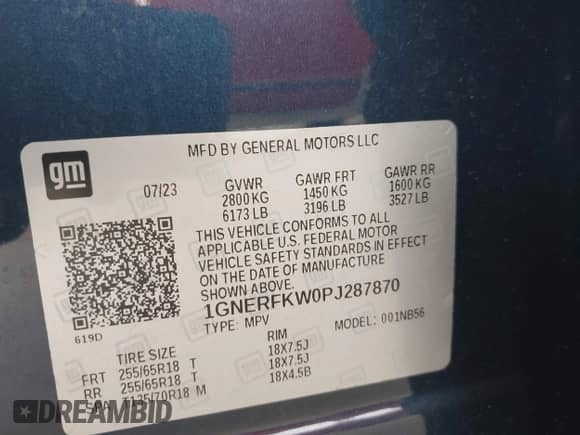 gm
MFD BY GENERAL MOTORS LLC
07/23 GVWR GAWR FRT GAWR RR
2800 KG 1450 KG 1600 KG
6173 LB 3196 LB 3527 LB
THIS VEHICLE CONFORMS TO ALL
APPLICABLE U.S. FEDERAL MOTOR
VEHICLE SAFETY STANDARDS IN EFFECT
ON THE DATE OF MANUFACTURE
SHOWN ABOVE.
1GNERFKW0PJ287870
619D TYPE: MPV MODEL: 001NB56
TIRE SIZE RIM
FRT 255/65R18 T 18X7.5J
RR 255/65R18 T 18X7.5J
SPA T135/70R18 M 18X4.5B
DREAMBID